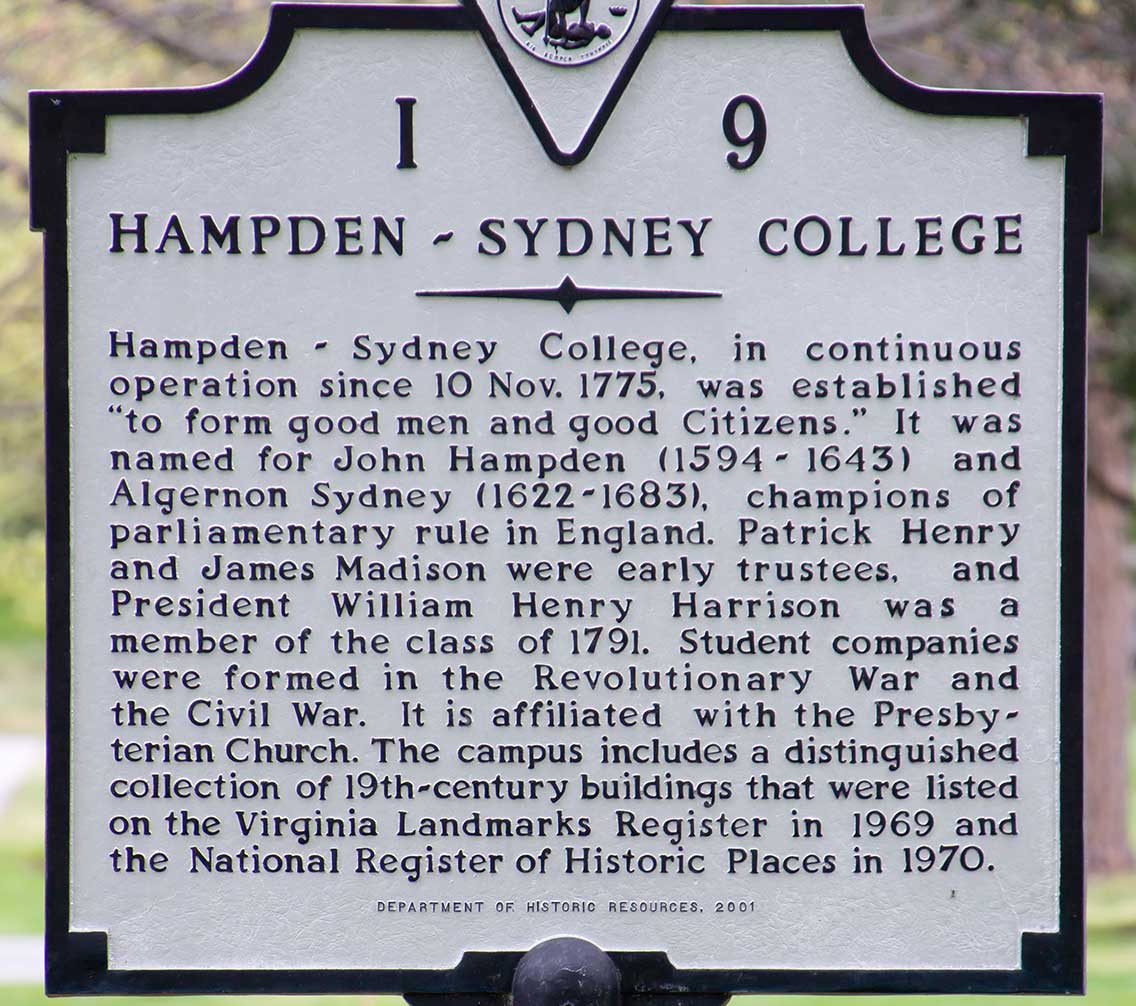 I 9
HAMPDEN - SYDNEY COLLEGE
Hampden - Sydney College, in continuous
operation since 10 Nov. 1775, was established
“to form good men and good Citizens.” It was
named for John Hampden (1594 - 1643) and
Algernon Sydney (1622-1683), champions of
parliamentary rule in England. Patrick Henry
and James Madison were early trustees, and
President William Henry Harrison was a
member of the class of 1791. Student companies
were formed in the Revolutionary War and
the Civil War. It is affiliated with the Presby-
terian Church. The campus includes a distinguished
collection of 19th-century buildings that were listed
on the Virginia Landmarks Register in 1969 and
the National Register of Historic Places in 1970.
DEPARTMENT OF HISTORIC RESOURCES, 2001